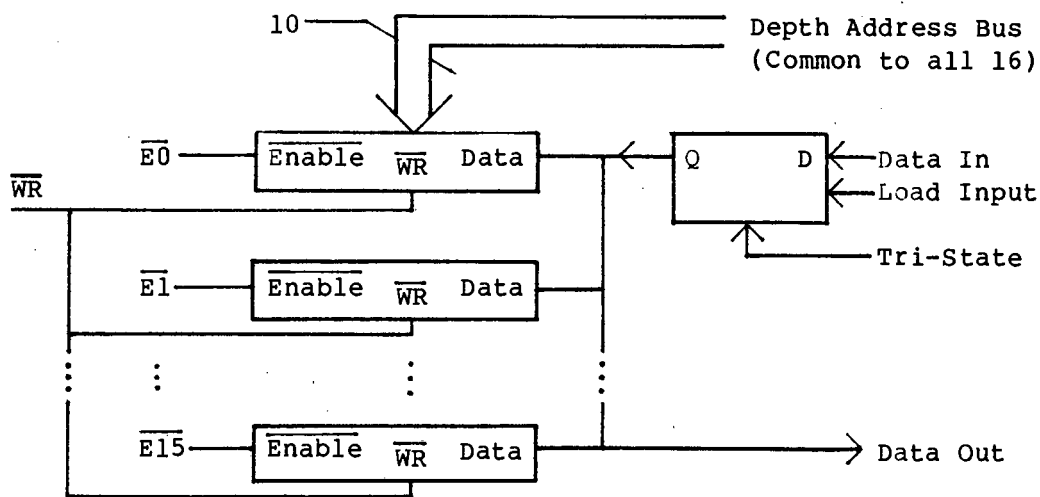 10
Depth Address Bus
(Common to all 16)
E0
Enable
WR
Data
Q
D
Data In
Load Input
WR
Tri-State
E1
Enable
WR
Data
E15
Enable
WR
Data
Data Out